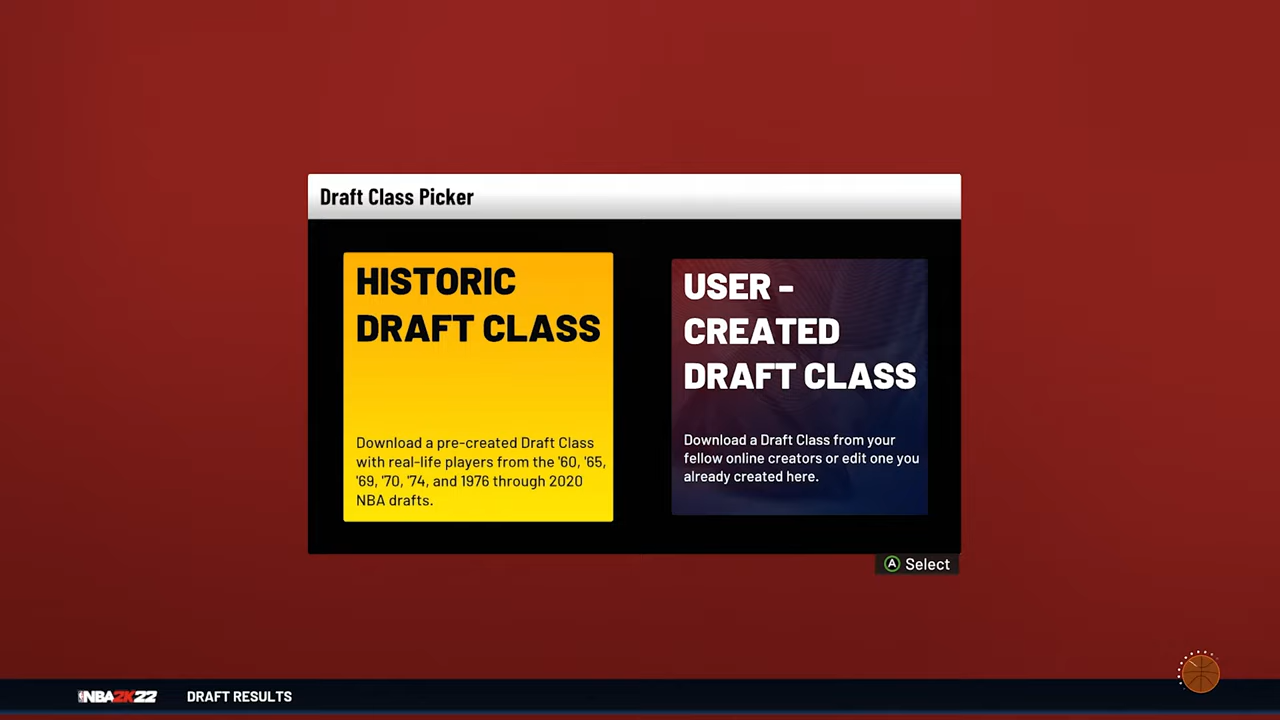 Draft Class Picker
HISTORIC
DRAFT CLASS
Download a pre-created Draft Class
with real-life players from the '60, '65,
'69, '70, '74, and 1976 through 2020
NBA drafts.
USER -
CREATED
DRAFT CLASS
Download a Draft Class from your
fellow online creators or edit one you
already created here.
A Select
NBA2K22 DRAFT RESULTS